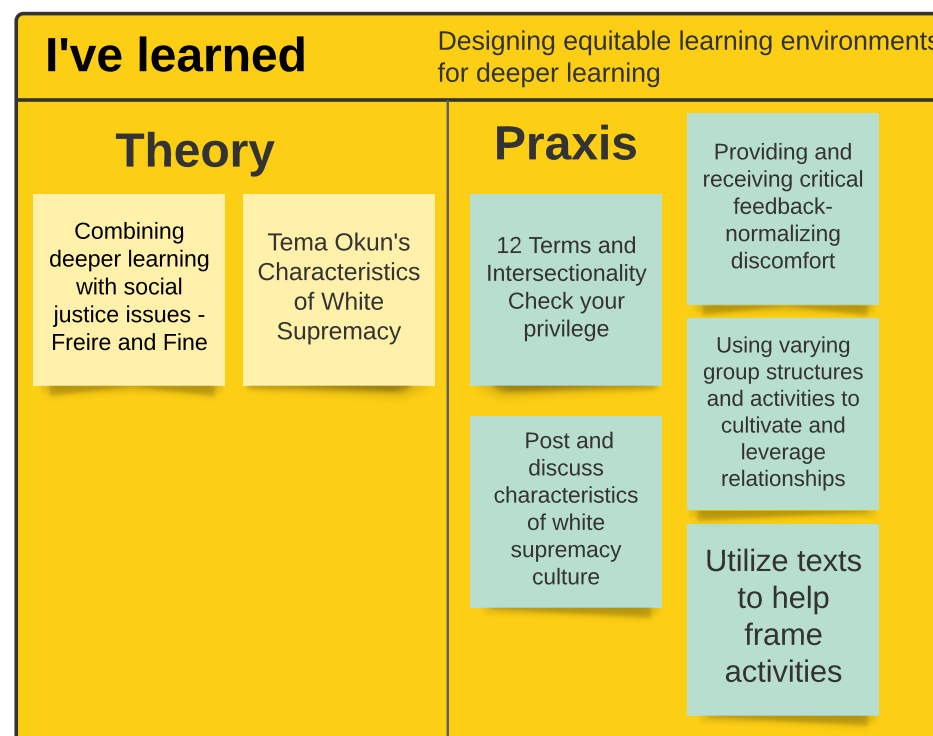 I've learned
Designing equitable learning environments
for deeper learning
Theory
Combining
deeper learning
with social
justice issues -
Freire and Fine
Tema Okun's
Characteristics
of White
Supremacy
Praxis
12 Terms and
Intersectionality
Check your
privilege
Post and
discuss
characteristics
of white
supremacy
culture
Providing and
receiving critical
feedback-
normalizing
discomfort
Using varying
group structures
and activities to
cultivate and
leverage
relationships
Utilize texts
to help
frame
activities